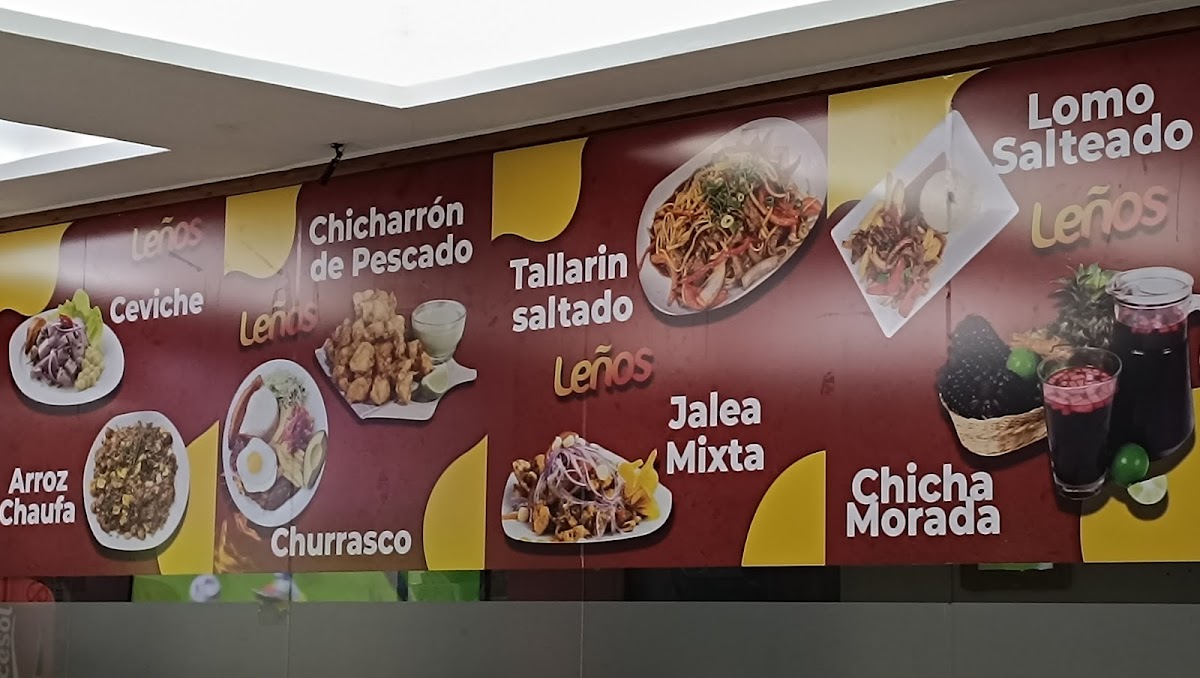 Leños
Ceviche
Arroz
Chaufa
Chicharrón
de Pescado
Leños
Churrasco
Tallarin
saltado
Leños
Jalea
Mixta
Lomo
Salteado
Leños
Chicha
Morada